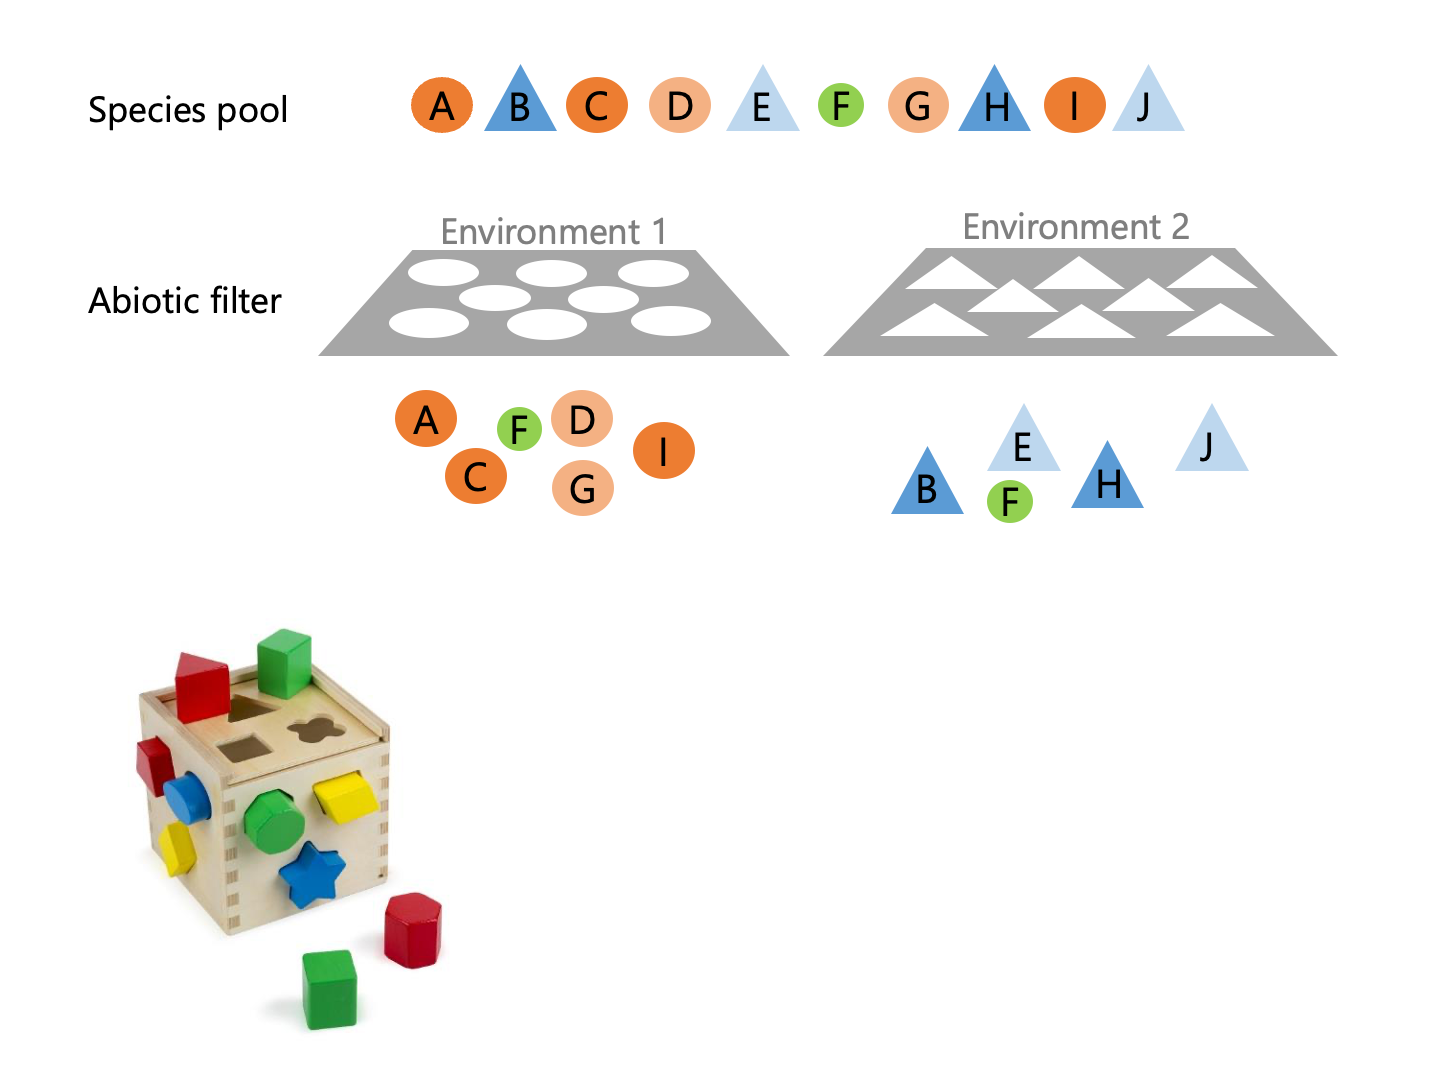 Species pool
A B C D E F G H I J
Environment 1
Environment 2
Abiotic filter
A F D I C G
E J B H F